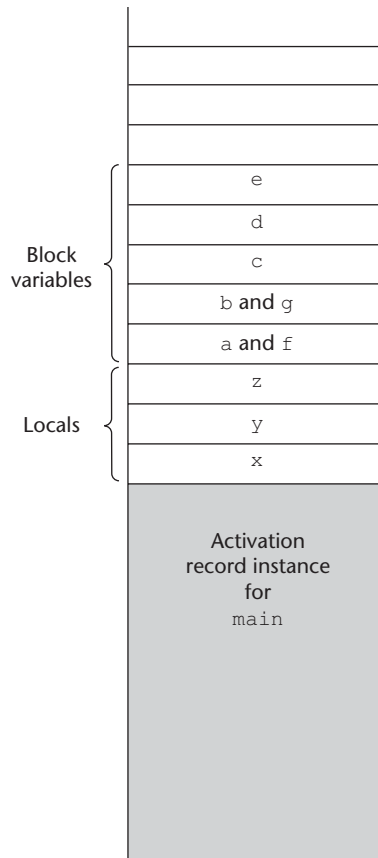 e
d
c
b and g
a and f
Block
variables
z
y
x
Locals
Activation
record instance
for
main